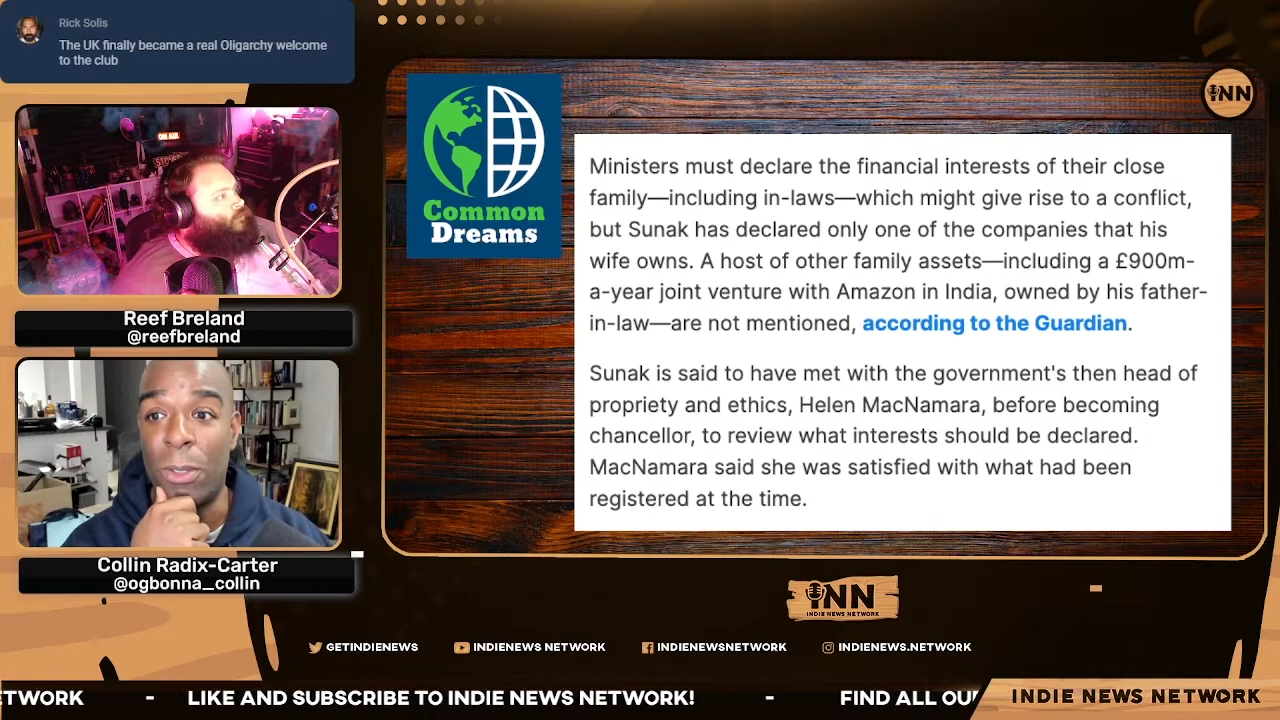 Rick Solis
The UK finally became a real Oligarchy welcome
to the club
ON AIR
Reef Breland
@reefbreland
Collin Radix-Carter
@ogbonna_collin
Common
Dreams
INN
Ministers must declare the financial interests of their close
family—including in-laws—which might give rise to a conflict,
but Sunak has declared only one of the companies that his
wife owns. A host of other family assets—including a £900m-
a-year joint venture with Amazon in India, owned by his father-
in-law—are not mentioned, according to the Guardian.
Sunak is said to have met with the government's then head of
propriety and ethics, Helen MacNamara, before becoming
chancellor, to review what interests should be declared.
MacNamara said she was satisfied with what had been
registered at the time.
INN
INDIE NEWS NETWORK
GETINDIENEWS INDIENEWS NETWORK INDIENEWSNETWORK INDIENEWS.NETWORK
TWORK - LIKE AND SUBSCRIBE TO INDIE NEWS NETWORK! - FIND ALL OU
INDIE NEWS NETWORK